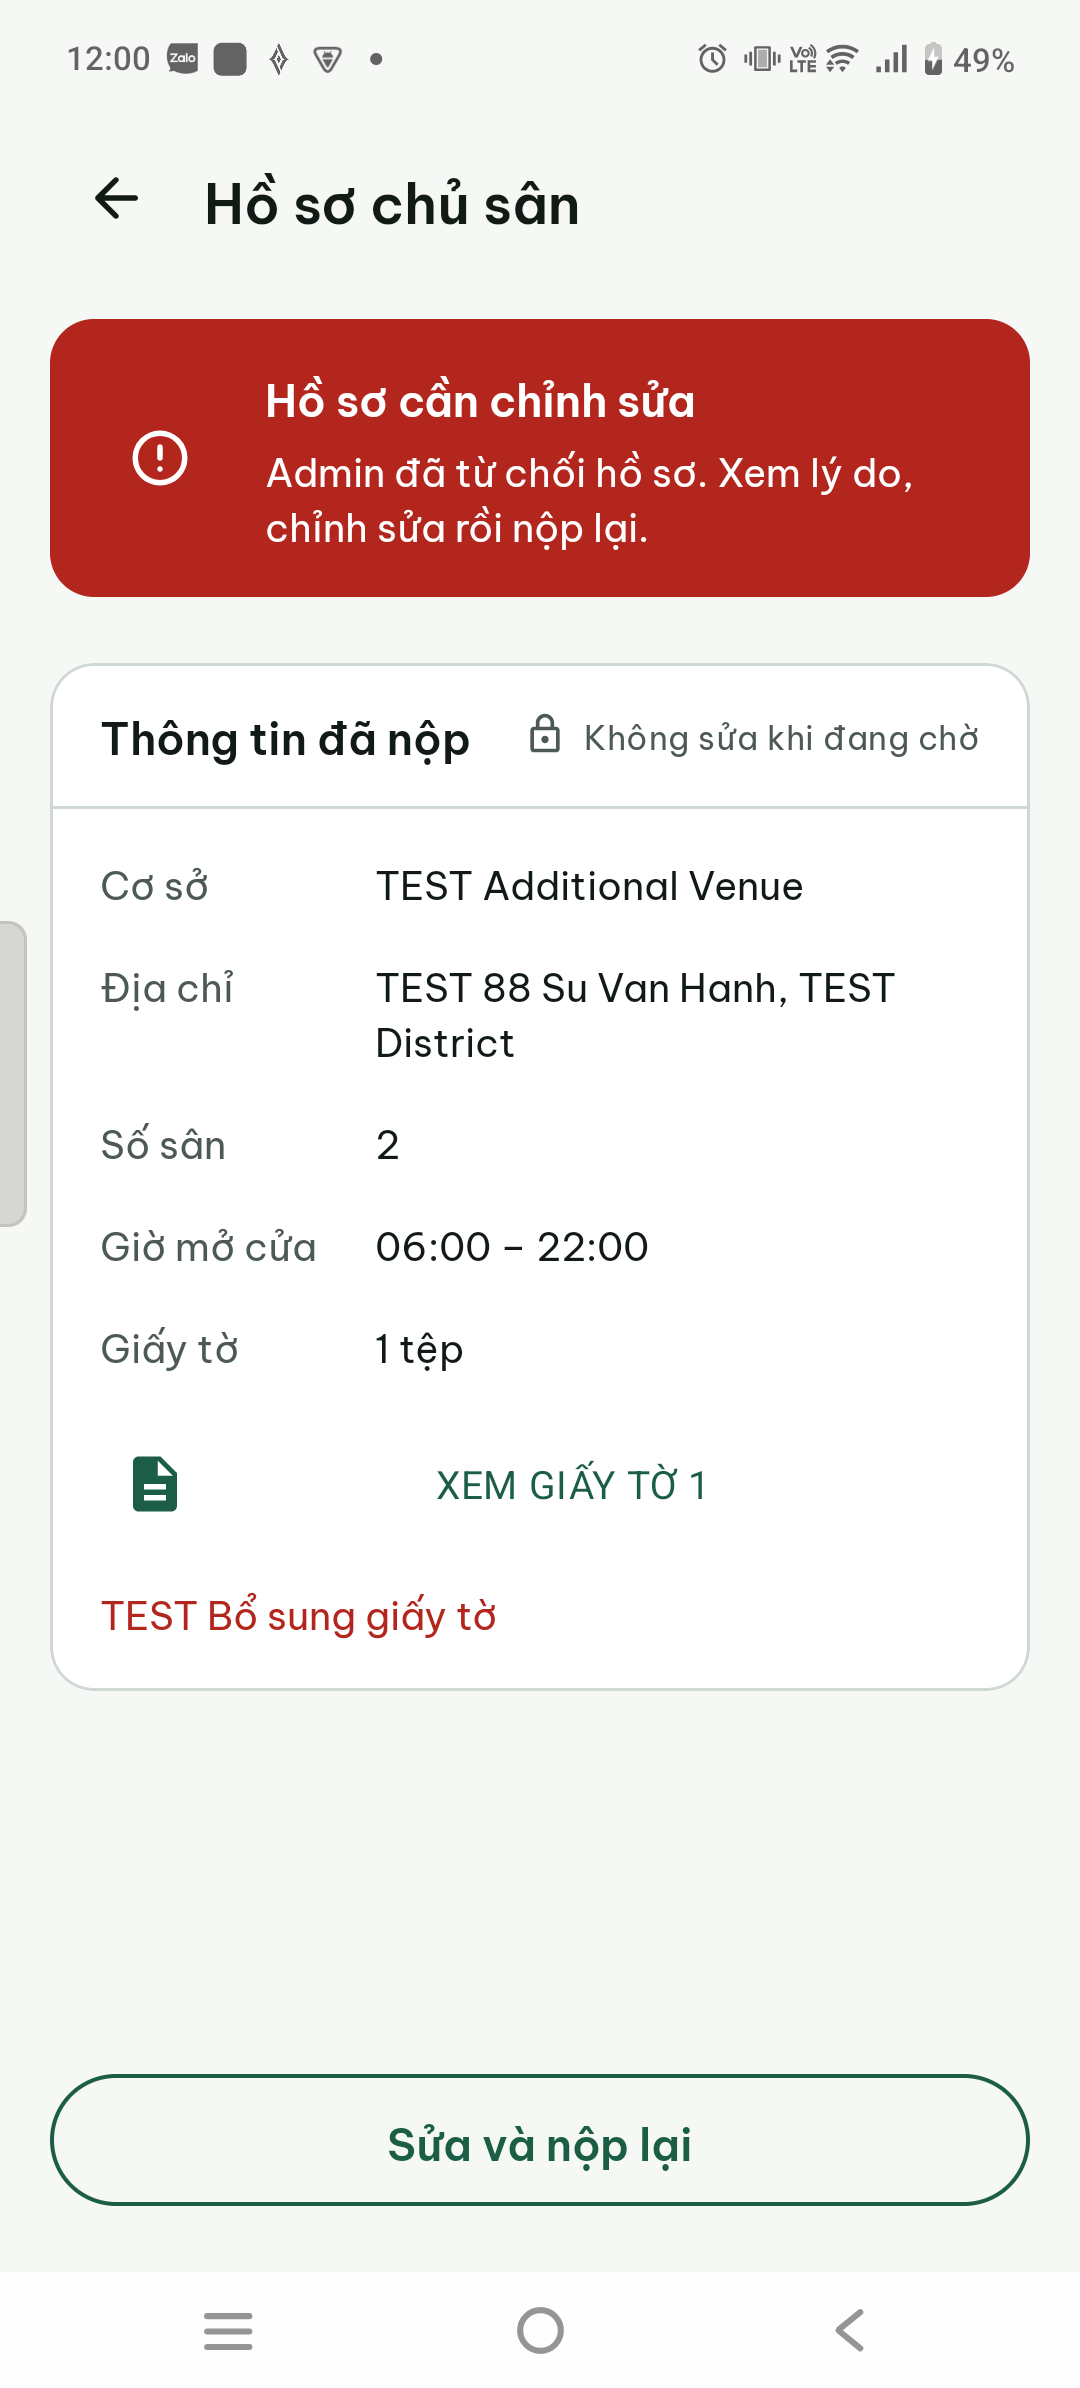 12:00
Zalo
Vo) LTE
49%
Hồ sơ chủ sân
Hồ sơ cần chỉnh sửa
Admin đã từ chối hồ sơ. Xem lý do,
chỉnh sửa rồi nộp lại.
Thông tin đã nộp
Không sửa khi đang chờ
Cơ sở
TEST Additional Venue
Địa chỉ
TEST 88 Su Van Hanh, TEST
District
Số sân
2
Giờ mở cửa
06:00 – 22:00
Giấy tờ
1 tệp
XEM GIẤY TỜ 1
TEST Bổ sung giấy tờ
Sửa và nộp lại